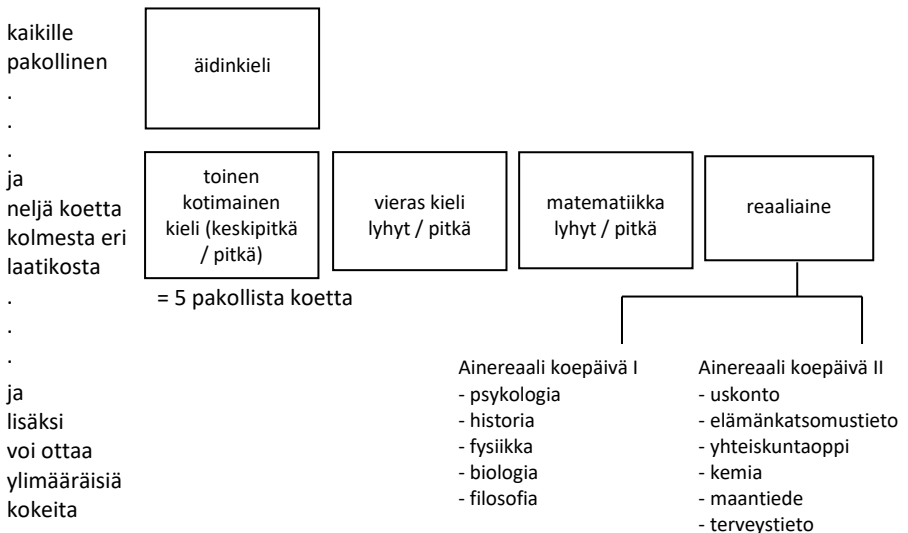 kaikille
pakollinen
.
.
.
ja
neljä koetta
kolmesta eri
laatikosta
.
.
.
ja
lisäksi
voi ottaa
ylimääräisiä
kokeita
äidinkieli
toinen
kotimainen
kieli (keskipitkä
/ pitkä)
vieras kieli
lyhyt / pitkä
matematiikka
lyhyt / pitkä
reaaliaine
= 5 pakollista koetta
Ainereaali koepäivä I
- psykologia
- historia
- fysiikka
- biologia
- filosofia
Ainereaali koepäivä II
- uskonto
- elämänkatsomustieto
- yhteiskuntaoppi
- kemia
- maantiede
- terveystieto